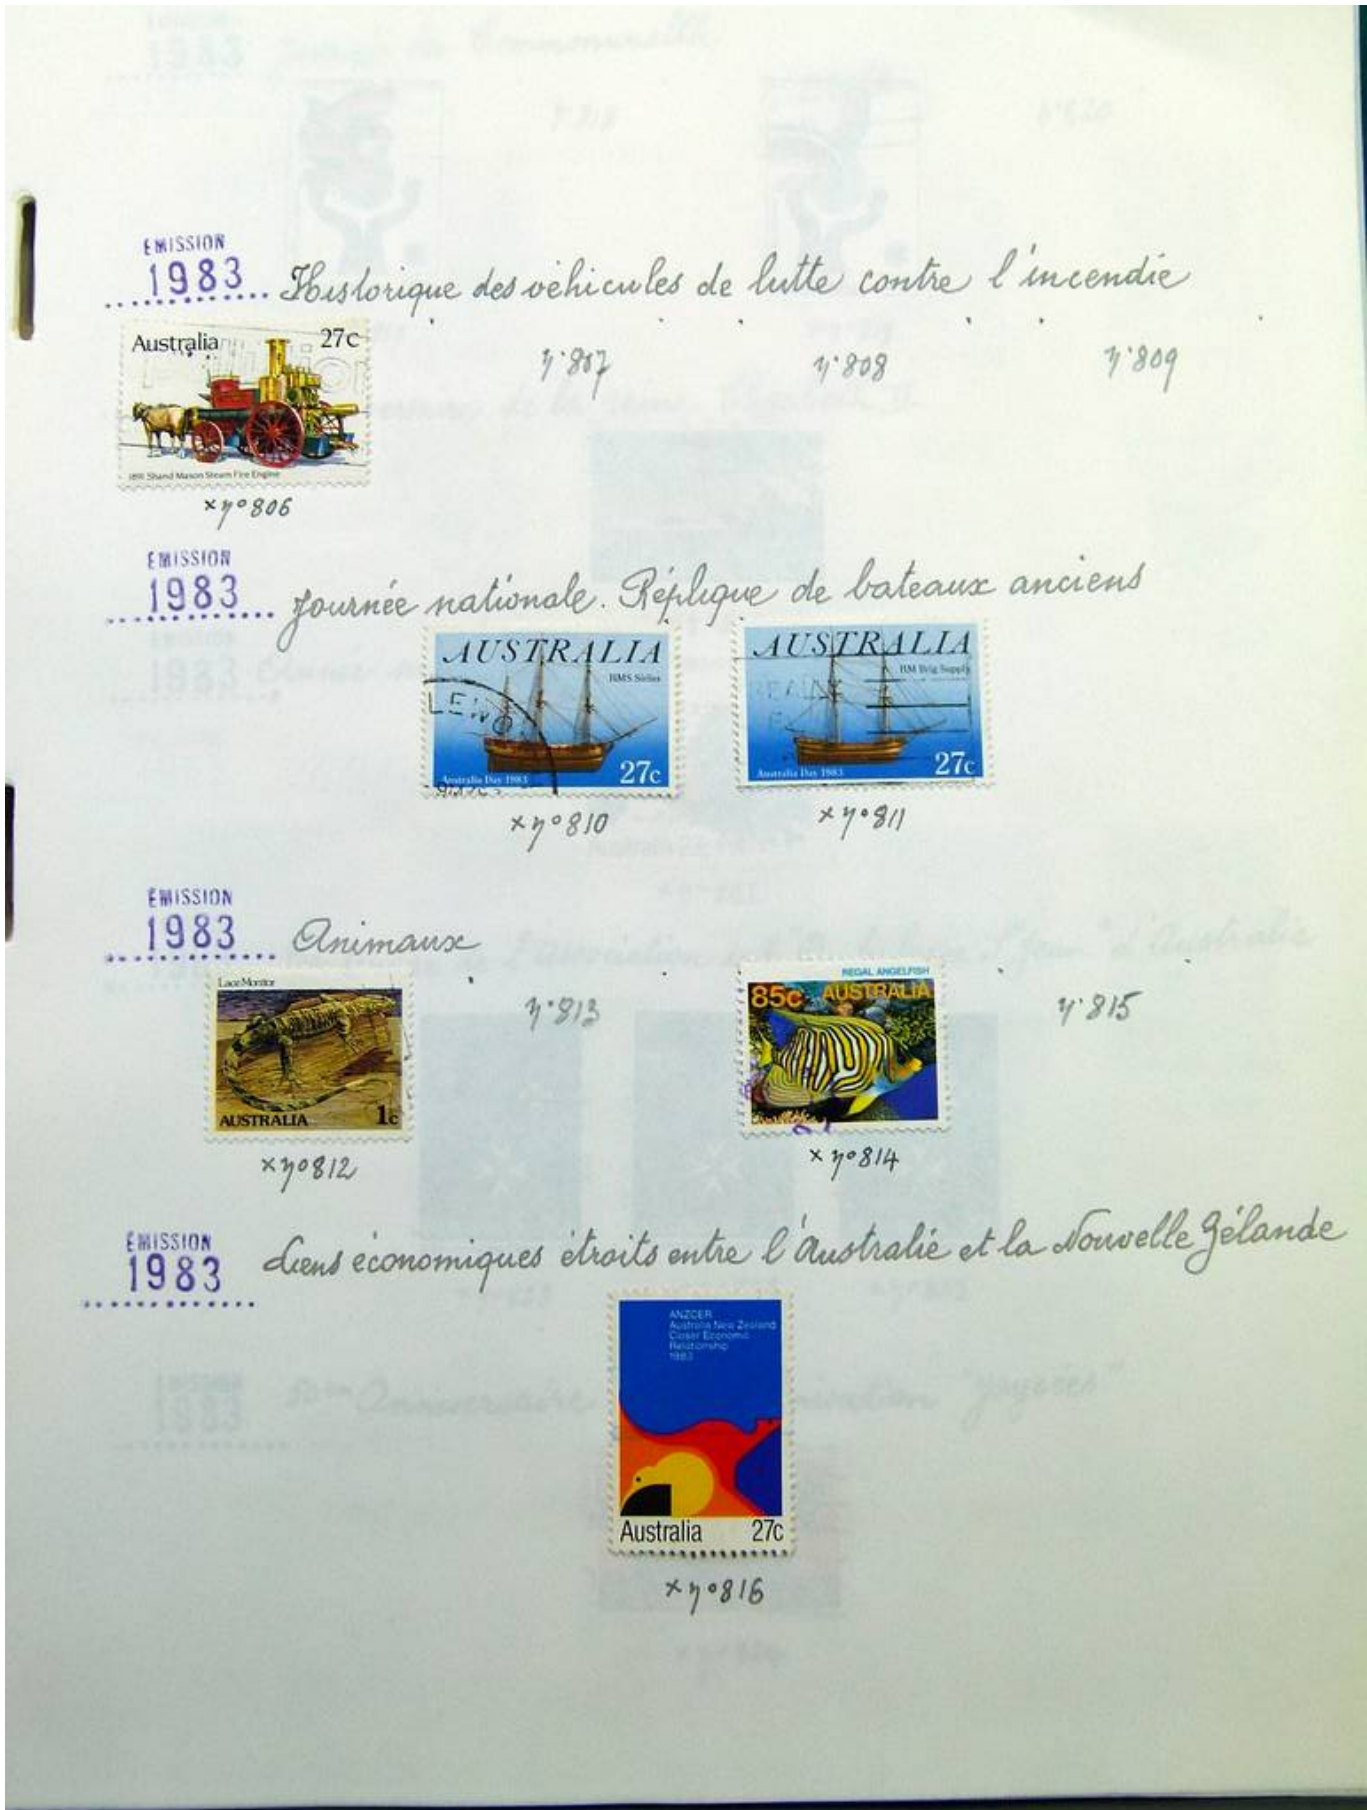 EMISSION
1983 Historique des véhicules de lutte contre l'incendie
Australia 27c
1891 Shand Mason Steam Fire Engine
n°807 n°808 n°809
x n°806
EMISSION
1983 Journée nationale. Réplique de bateaux anciens
AUSTRALIA
HMS Sirius
LENO
Australia Day 1983
27c
AUSTRALIA
HM Brig Supply
Australia Day 1983
27c
x n°810 x n°811
ÉMISSION
1983 Animaux
Lace Monitor
AUSTRALIA 1c
n°813
REGAL ANGELFISH
85c AUSTRALIA
n°815
x n°812 x n°814
ÉMISSION
1983 Liens économiques étroits entre l'Australie et la Nouvelle Zélande
ANZCER
Australia New Zealand
Closer Economic
Relationship
1983
Australia 27c
x n°816